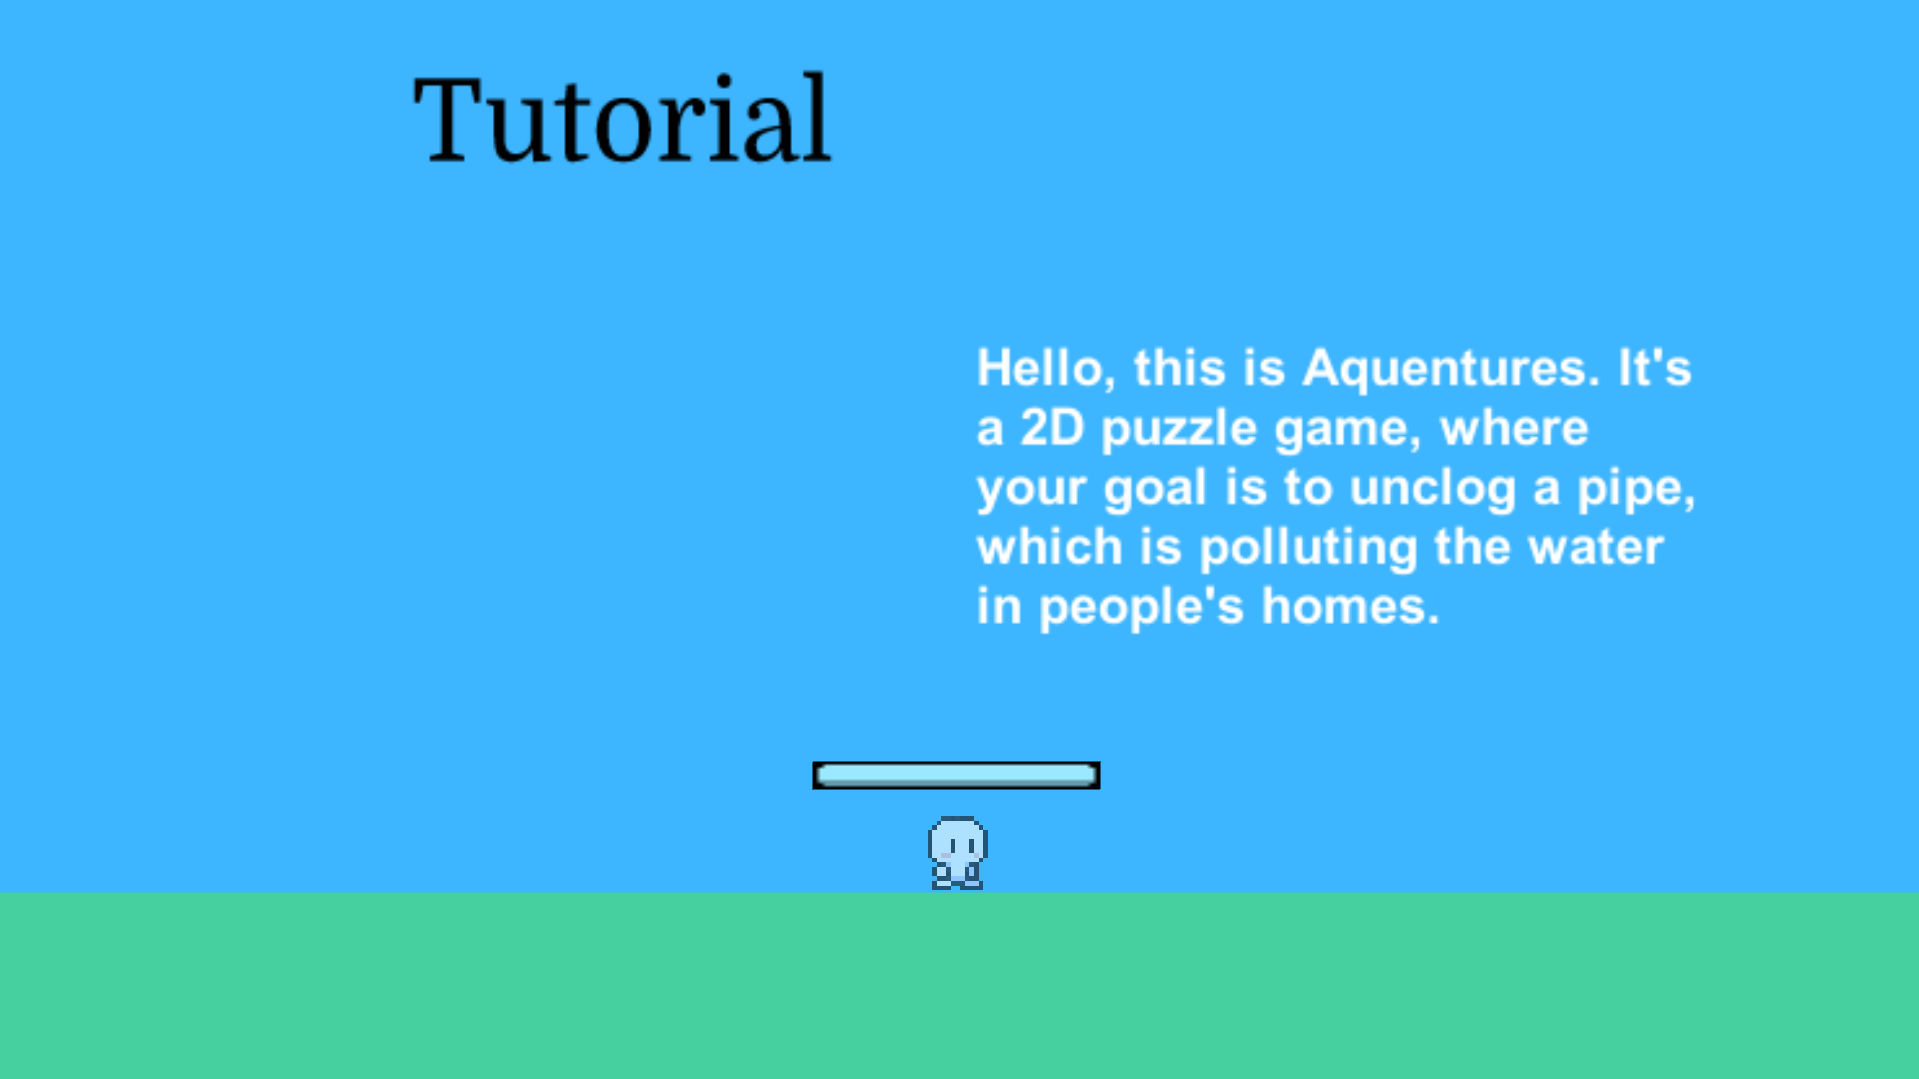 Tutorial
Hello, this is Aquentures. It's
a 2D puzzle game, where
your goal is to unclog a pipe,
which is polluting the water
in people's homes.